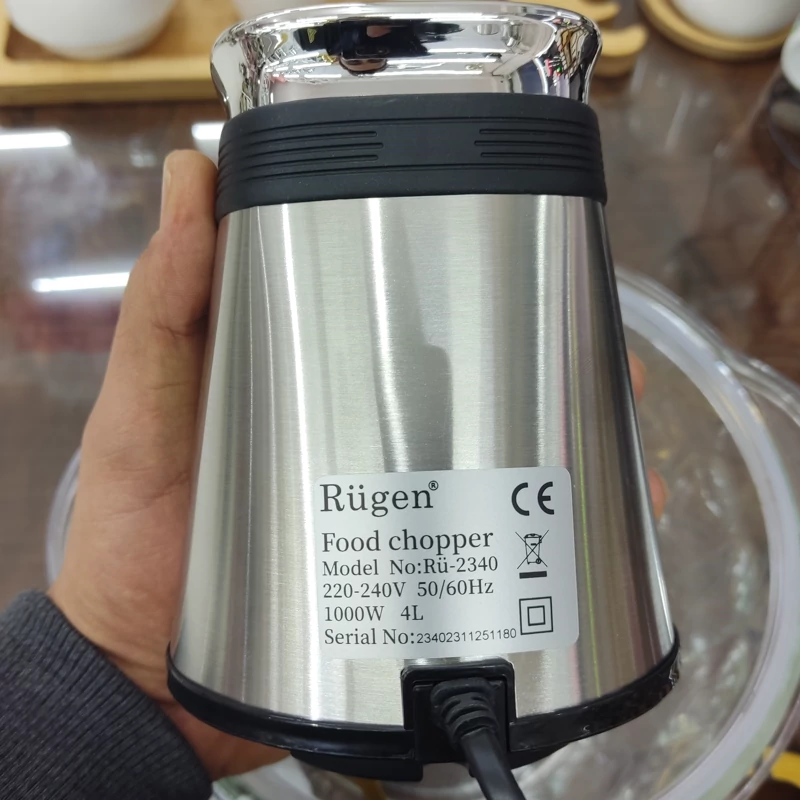 Rügen®
CE
Food chopper
Model No:Rü-2340
220-240V 50/60Hz
1000W 4L
Serial No:23402311251180